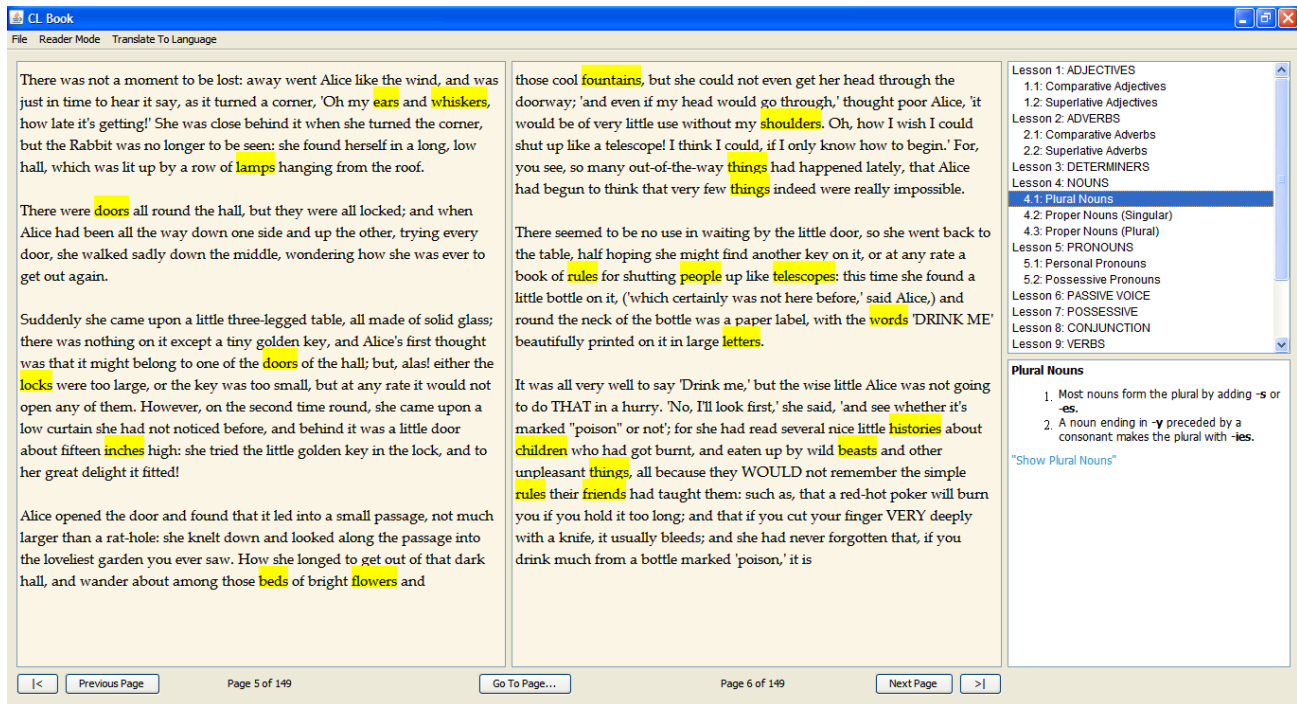 CL Book
File Reader Mode Translate To Language
There was not a moment to be lost: away went Alice like the wind, and was
just in time to hear it say, as it turned a corner, 'Oh my ears and whiskers,
how late it's getting!' She was close behind it when she turned the corner,
but the Rabbit was no longer to be seen: she found herself in a long, low
hall, which was lit up by a row of lamps hanging from the roof.
There were doors all round the hall, but they were all locked; and when
Alice had been all the way down one side and up the other, trying every
door, she walked sadly down the middle, wondering how she was ever to
get out again.
Suddenly she came upon a little three-legged table, all made of solid glass;
there was nothing on it except a tiny golden key, and Alice's first thought
was that it might belong to one of the doors of the hall; but, alas! either the
locks were too large, or the key was too small, but at any rate it would not
open any of them. However, on the second time round, she came upon a
low curtain she had not noticed before, and behind it was a little door
about fifteen inches high: she tried the little golden key in the lock, and to
her great delight it fitted!
Alice opened the door and found that it led into a small passage, not much
larger than a rat-hole: she knelt down and looked along the passage into
the loveliest garden you ever saw. How she longed to get out of that dark
hall, and wander about among those beds of bright flowers and
those cool fountains, but she could not even get her head through the
doorway; 'and even if my head would go through,' thought poor Alice, 'it
would be of very little use without my shoulders. Oh, how I wish I could
shut up like a telescope! I think I could, if I only know how to begin.' For,
you see, so many out-of-the-way things had happened lately, that Alice
had begun to think that very few things indeed were really impossible.
There seemed to be no use in waiting by the little door, so she went back to
the table, half hoping she might find another key on it, or at any rate a
book of rules for shutting people up like telescopes: this time she found a
little bottle on it, ('which certainly was not here before,' said Alice,) and
round the neck of the bottle was a paper label, with the words 'DRINK ME'
beautifully printed on it in large letters.
It was all very well to say 'Drink me,' but the wise little Alice was not going
to do THAT in a hurry. 'No, I'll look first,' she said, 'and see whether it's
marked "poison" or not'; for she had read several nice little histories about
children who had got burnt, and eaten up by wild beasts and other
unpleasant things, all because they WOULD not remember the simple
rules their friends had taught them: such as, that a red-hot poker will burn
you if you hold it too long; and that if you cut your finger VERY deeply
with a knife, it usually bleeds; and she had never forgotten that, if you
drink much from a bottle marked 'poison,' it is
Lesson 1: ADJECTIVES
1.1: Comparative Adjectives
1.2: Superlative Adjectives
Lesson 2: ADVERBS
2.1: Comparative Adverbs
2.2: Superlative Adverbs
Lesson 3: DETERMINERS
Lesson 4: NOUNS
4.1: Plural Nouns
4.2: Proper Nouns (Singular)
4.3: Proper Nouns (Plural)
Lesson 5: PRONOUNS
5.1: Personal Pronouns
5.2: Possessive Pronouns
Lesson 6: PASSIVE VOICE
Lesson 7: POSSESSIVE
Lesson 8: CONJUNCTION
Lesson 9: VERBS
Plural Nouns
1. Most nouns form the plural by adding -s or
-es.
2. A noun ending in -y preceded by a
consonant makes the plural with -ies.
"Show Plural Nouns"
|< Previous Page Page 5 of 149 Go To Page... Page 6 of 149 Next Page >|